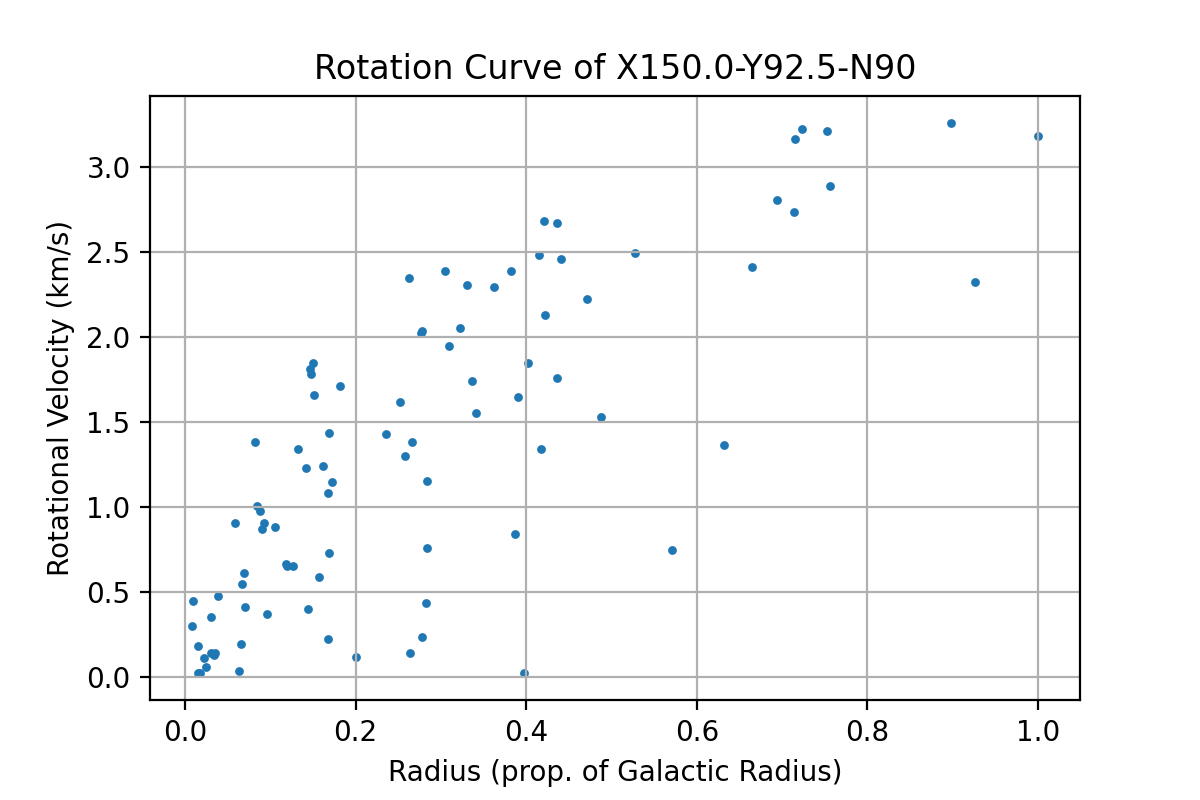 Rotation Curve of X150.0-Y92.5-N90
3.0
2.5
2.0
1.5
1.0
0.5
0.0
Rotational Velocity (km/s)
0.0 0.2 0.4 0.6 0.8 1.0
Radius (prop. of Galactic Radius)